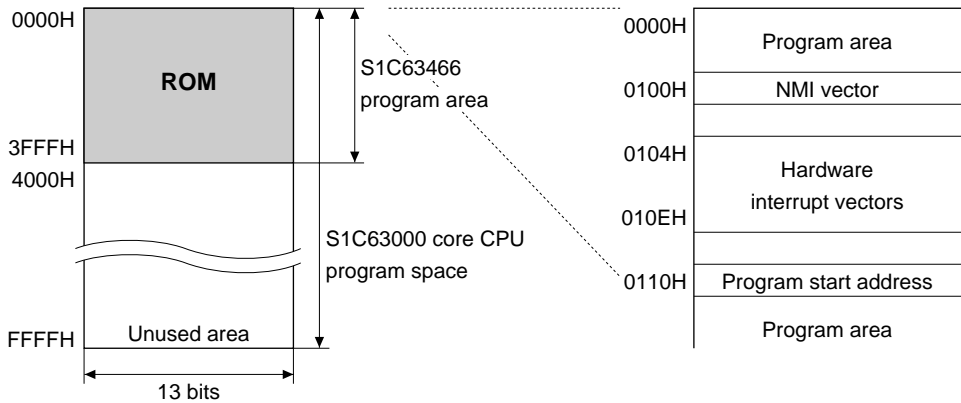 0000H
ROM
3FFFH
4000H
FFFFH
Unused area
13 bits
S1C63466
program area
S1C63000 core CPU
program space
0000H
Program area
0100H
NMI vector
0104H
Hardware
interrupt vectors
010EH
0110H
Program start address
Program area